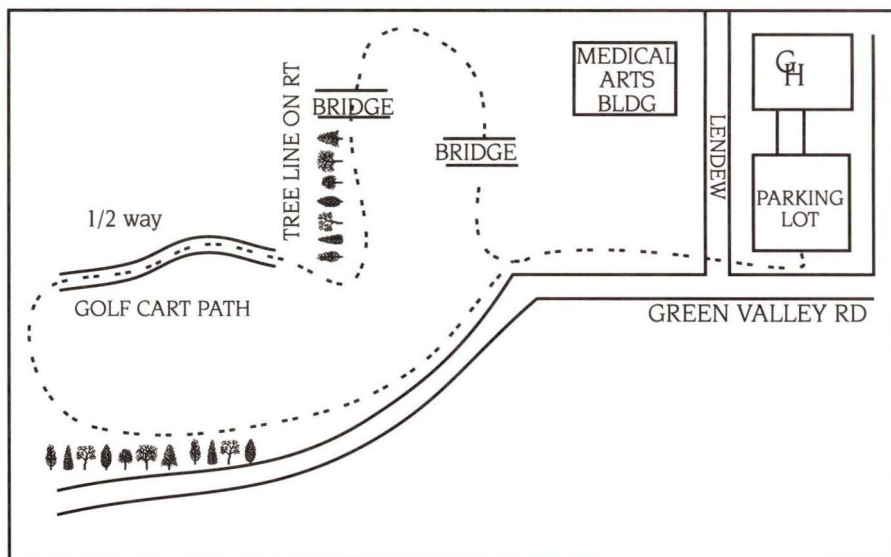 MEDICAL
ARTS
BLDG
GH
LENDEW
TREE LINE ON RT
BRIDGE
BRIDGE
PARKING
LOT
1/2 way
GOLF CART PATH
GREEN VALLEY RD